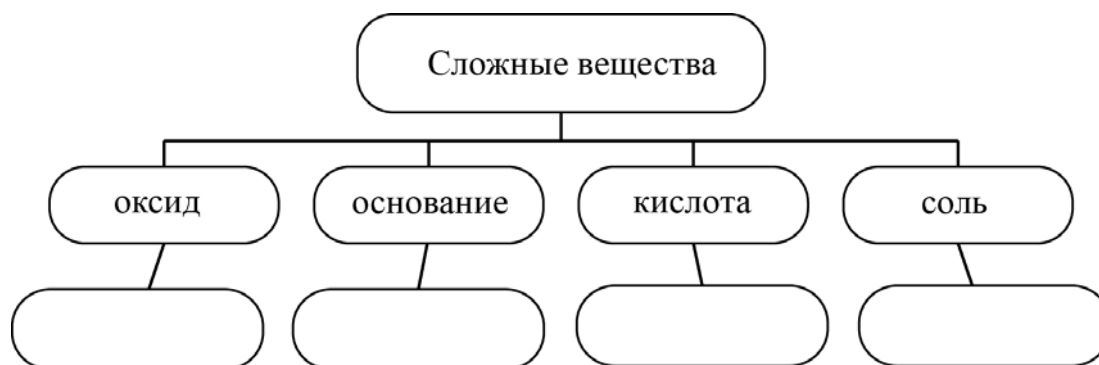 Сложные вещества
оксид
основание
кислота
соль